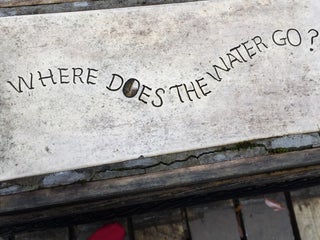 WHERE DOES THE WATER GO?